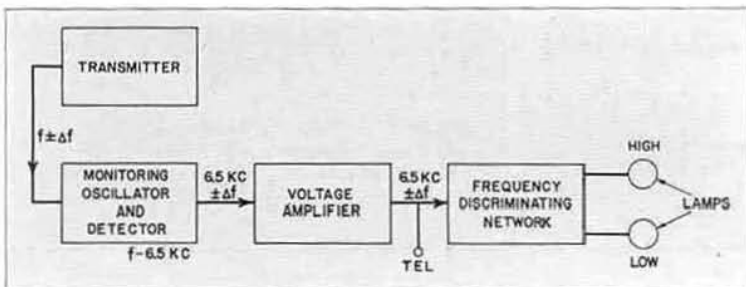 TRANSMITTER
f±Δf
MONITORING
OSCILLATOR
AND
DETECTOR
f-6.5 KC
6.5 KC
±Δf
VOLTAGE
AMPLIFIER
6.5 KC
±Δf
TEL
FREQUENCY
DISCRIMINATING
NETWORK
HIGH
LAMPS
LOW